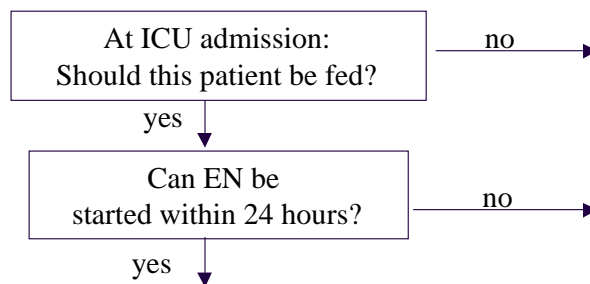 At ICU admission:
Should this patient be fed?
no
yes
Can EN be
started within 24 hours?
no
yes